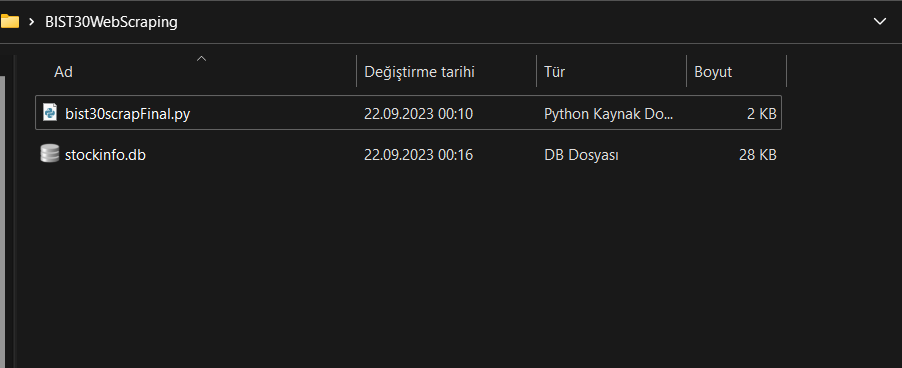 BIST30WebScraping
Ad Değiştirme tarihi Tür Boyut
bist30scrapFinal.py 22.09.2023 00:10 Python Kaynak Do... 2 KB
stockinfo.db 22.09.2023 00:16 DB Dosyası 28 KB